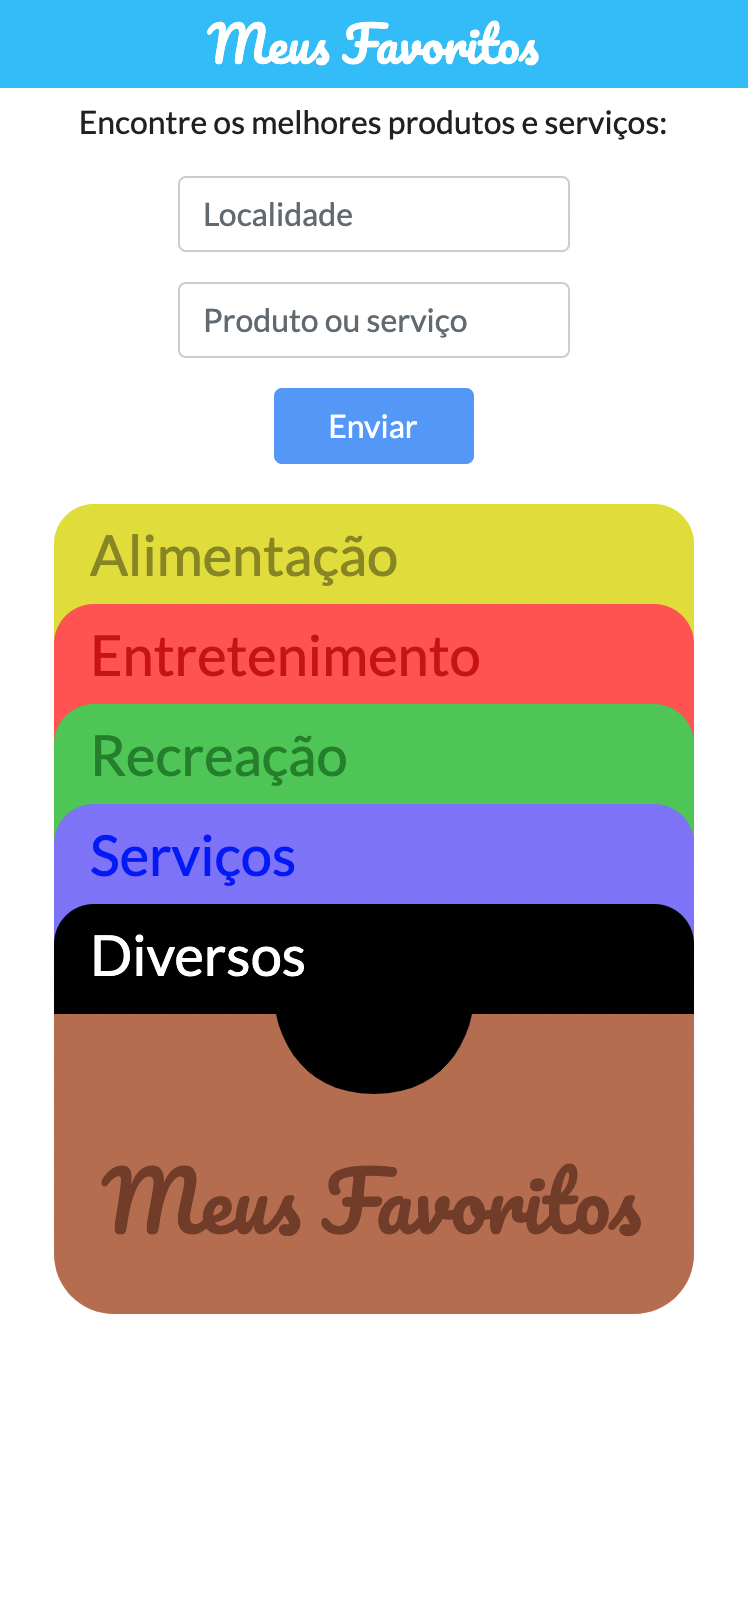 Meus Favoritos
Encontre os melhores produtos e serviços:
Localidade
Produto ou serviço
Enviar
Alimentação
Entretenimento
Recreação
Serviços
Diversos
Meus Favoritos